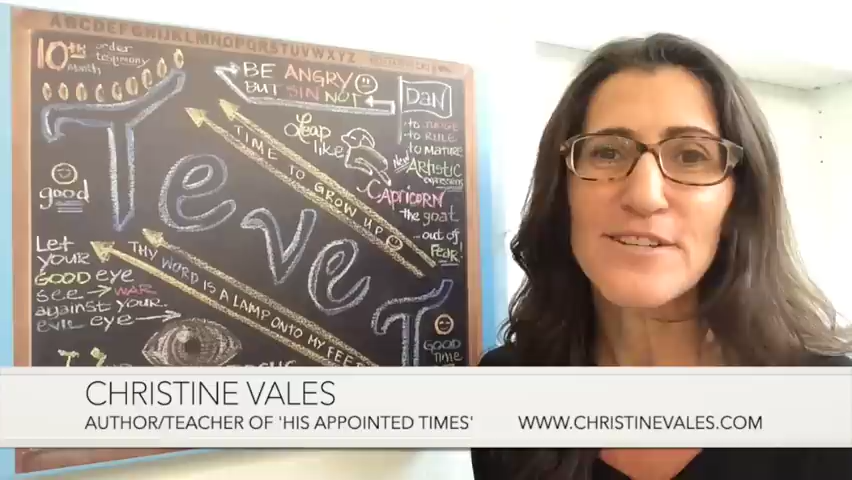 ABCDEFGHIJKLMNOPQRSTUVWXYZ
10TH order
testimony
month
BE ANGRY
BUT SIN NOT
DaN
to JUDGE
to RULE
to MATURE
New
Artistic
expressions
Leap
like
TIME TO GROW UP
Capricorn
the goat
...out of
Fear.
TeveT
good
Let
your
GOOD eye
see → WAR
against your
evil eye →
THY WORD IS A LAMP ONTO MY FEET
GOOD
TIME
CHRISTINE VALES
AUTHOR/TEACHER OF 'HIS APPOINTED TIMES'
WWW.CHRISTINEVALES.COM